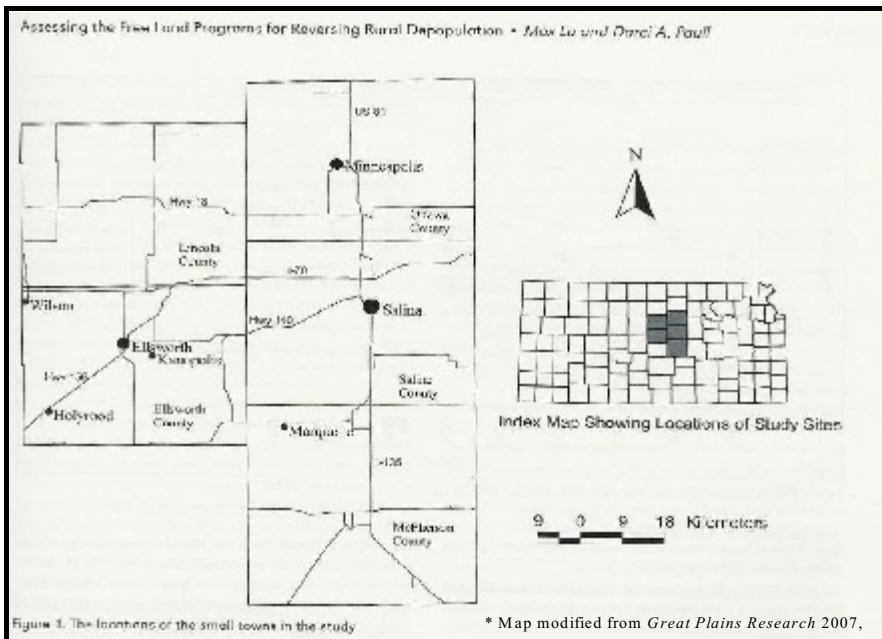 Assessing the Free Land Programs for Reversing Rural Depopulation • Max Lu and Darci A. Paull
US 81
N
Minneapolis
Hwy 18
Ottawa
County
Lincoln
County
I-70
Wilson
Salina
Hwy 140
Ellsworth
Kanopolis
Hwy 156
Saline
County
Holyrood
Ellsworth
County
Marquette
Index Map Showing Locations of Study Sites
I-135
9 0 9 18 Kilometers
McPherson
County
Figure 1. The locations of the small towns in the study
* Map modified from Great Plains Research 2007,